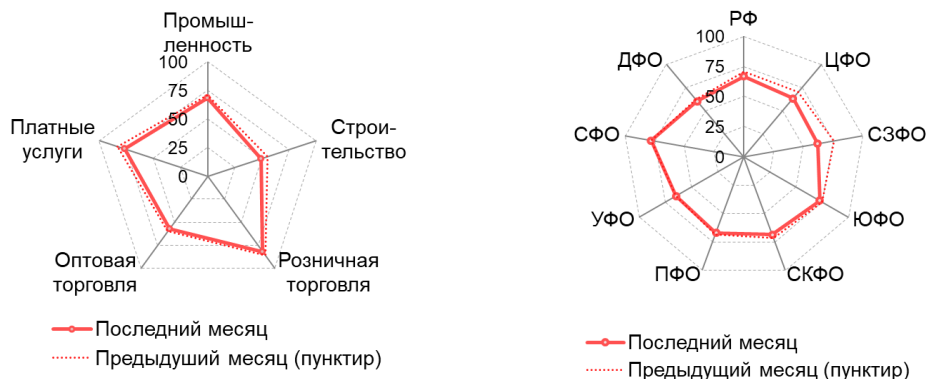 Промыш-
ленность
100
75
50
25
0
Строи-
тельство
Розничная
торговля
Оптовая
торговля
Платные
услуги
Последний месяц
Предыдуший месяц (пунктир)
РФ
100
75
50
25
0
ЦФО
СЗФО
ЮФО
СКФО
ПФО
УФО
СФО
ДФО
Последний месяц
Предыдущий месяц (пунктир)